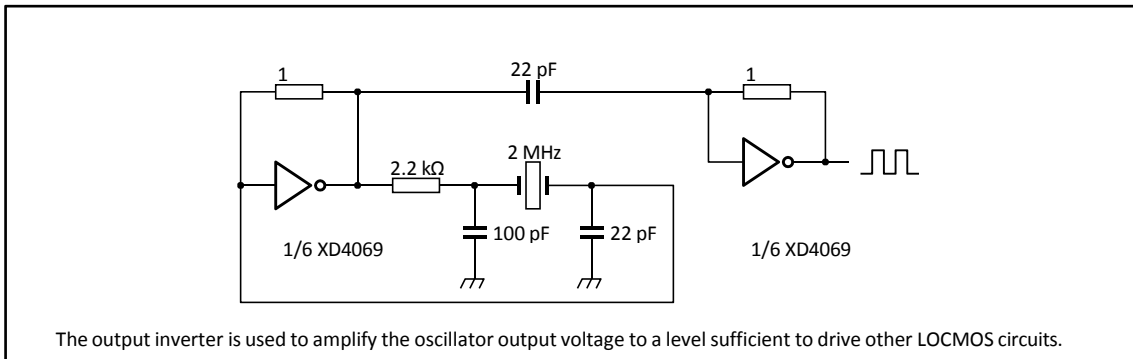 1
22 pF
1
2.2 kΩ
2 MHz
100 pF
22 pF
1/6 XD4069
1/6 XD4069
The output inverter is used to amplify the oscillator output voltage to a level sufficient to drive other LOCMOS circuits.